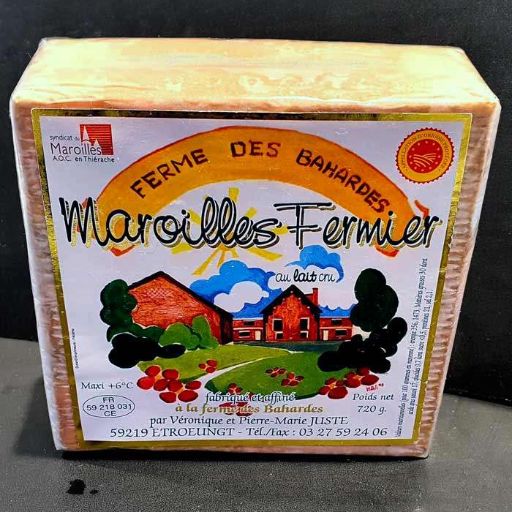 syndicat du
Maroilles
A.O.C. en Thiérache
FERME DES BAHARDES
Maroilles Fermier
au lait cru
Maxi +6°C
FR
59 218 031
CE
fabriqué et affiné
à la ferme des Bahardes
par Véronique et Pierre-Marie JUSTE
59219 ETROEUNGT - Tél./Fax : 03 27 59 24 06
Poids net
720 g.